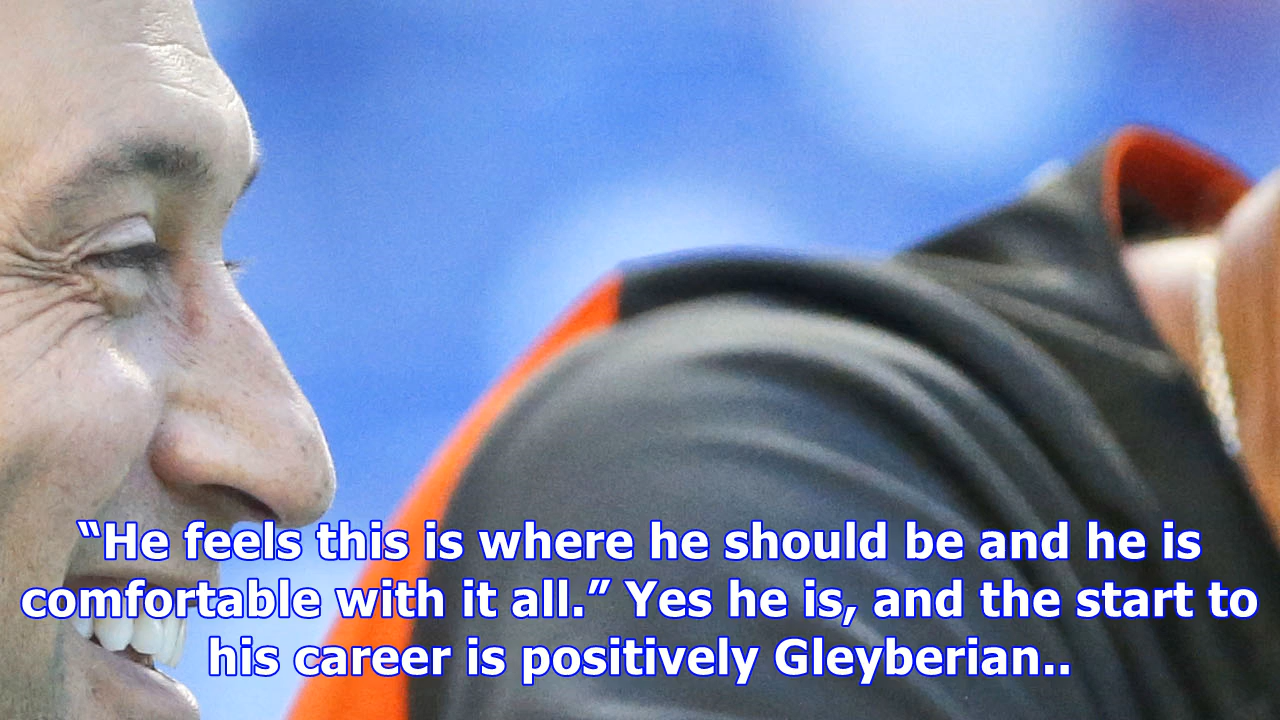 “He feels this is where he should be and he is
comfortable with it all.” Yes he is, and the start to
his career is positively Gleyberian..